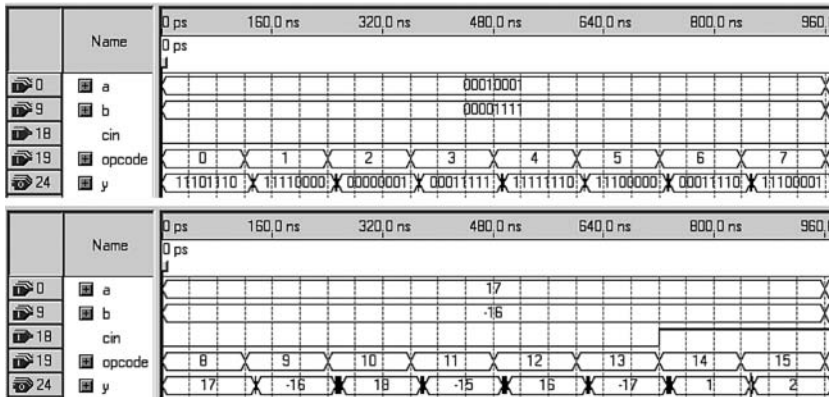 0 ps 160.0 ns 320.0 ns 480.0 ns 640.0 ns 800.0 ns 960.
Name 0 ps
0 a 00010001
9 b 00001111
18 cin
19 opcode 0 1 2 3 4 5 6 7
24 y 11101110 11110000 00000001 00011111 11111110 11100000 00011110 11100001
0 ps 160.0 ns 320.0 ns 480.0 ns 640.0 ns 800.0 ns 960.
Name 0 ps
0 a 17
9 b -16
18 cin
19 opcode 8 9 10 11 12 13 14 15
24 y 17 -16 18 -15 16 -17 1 2